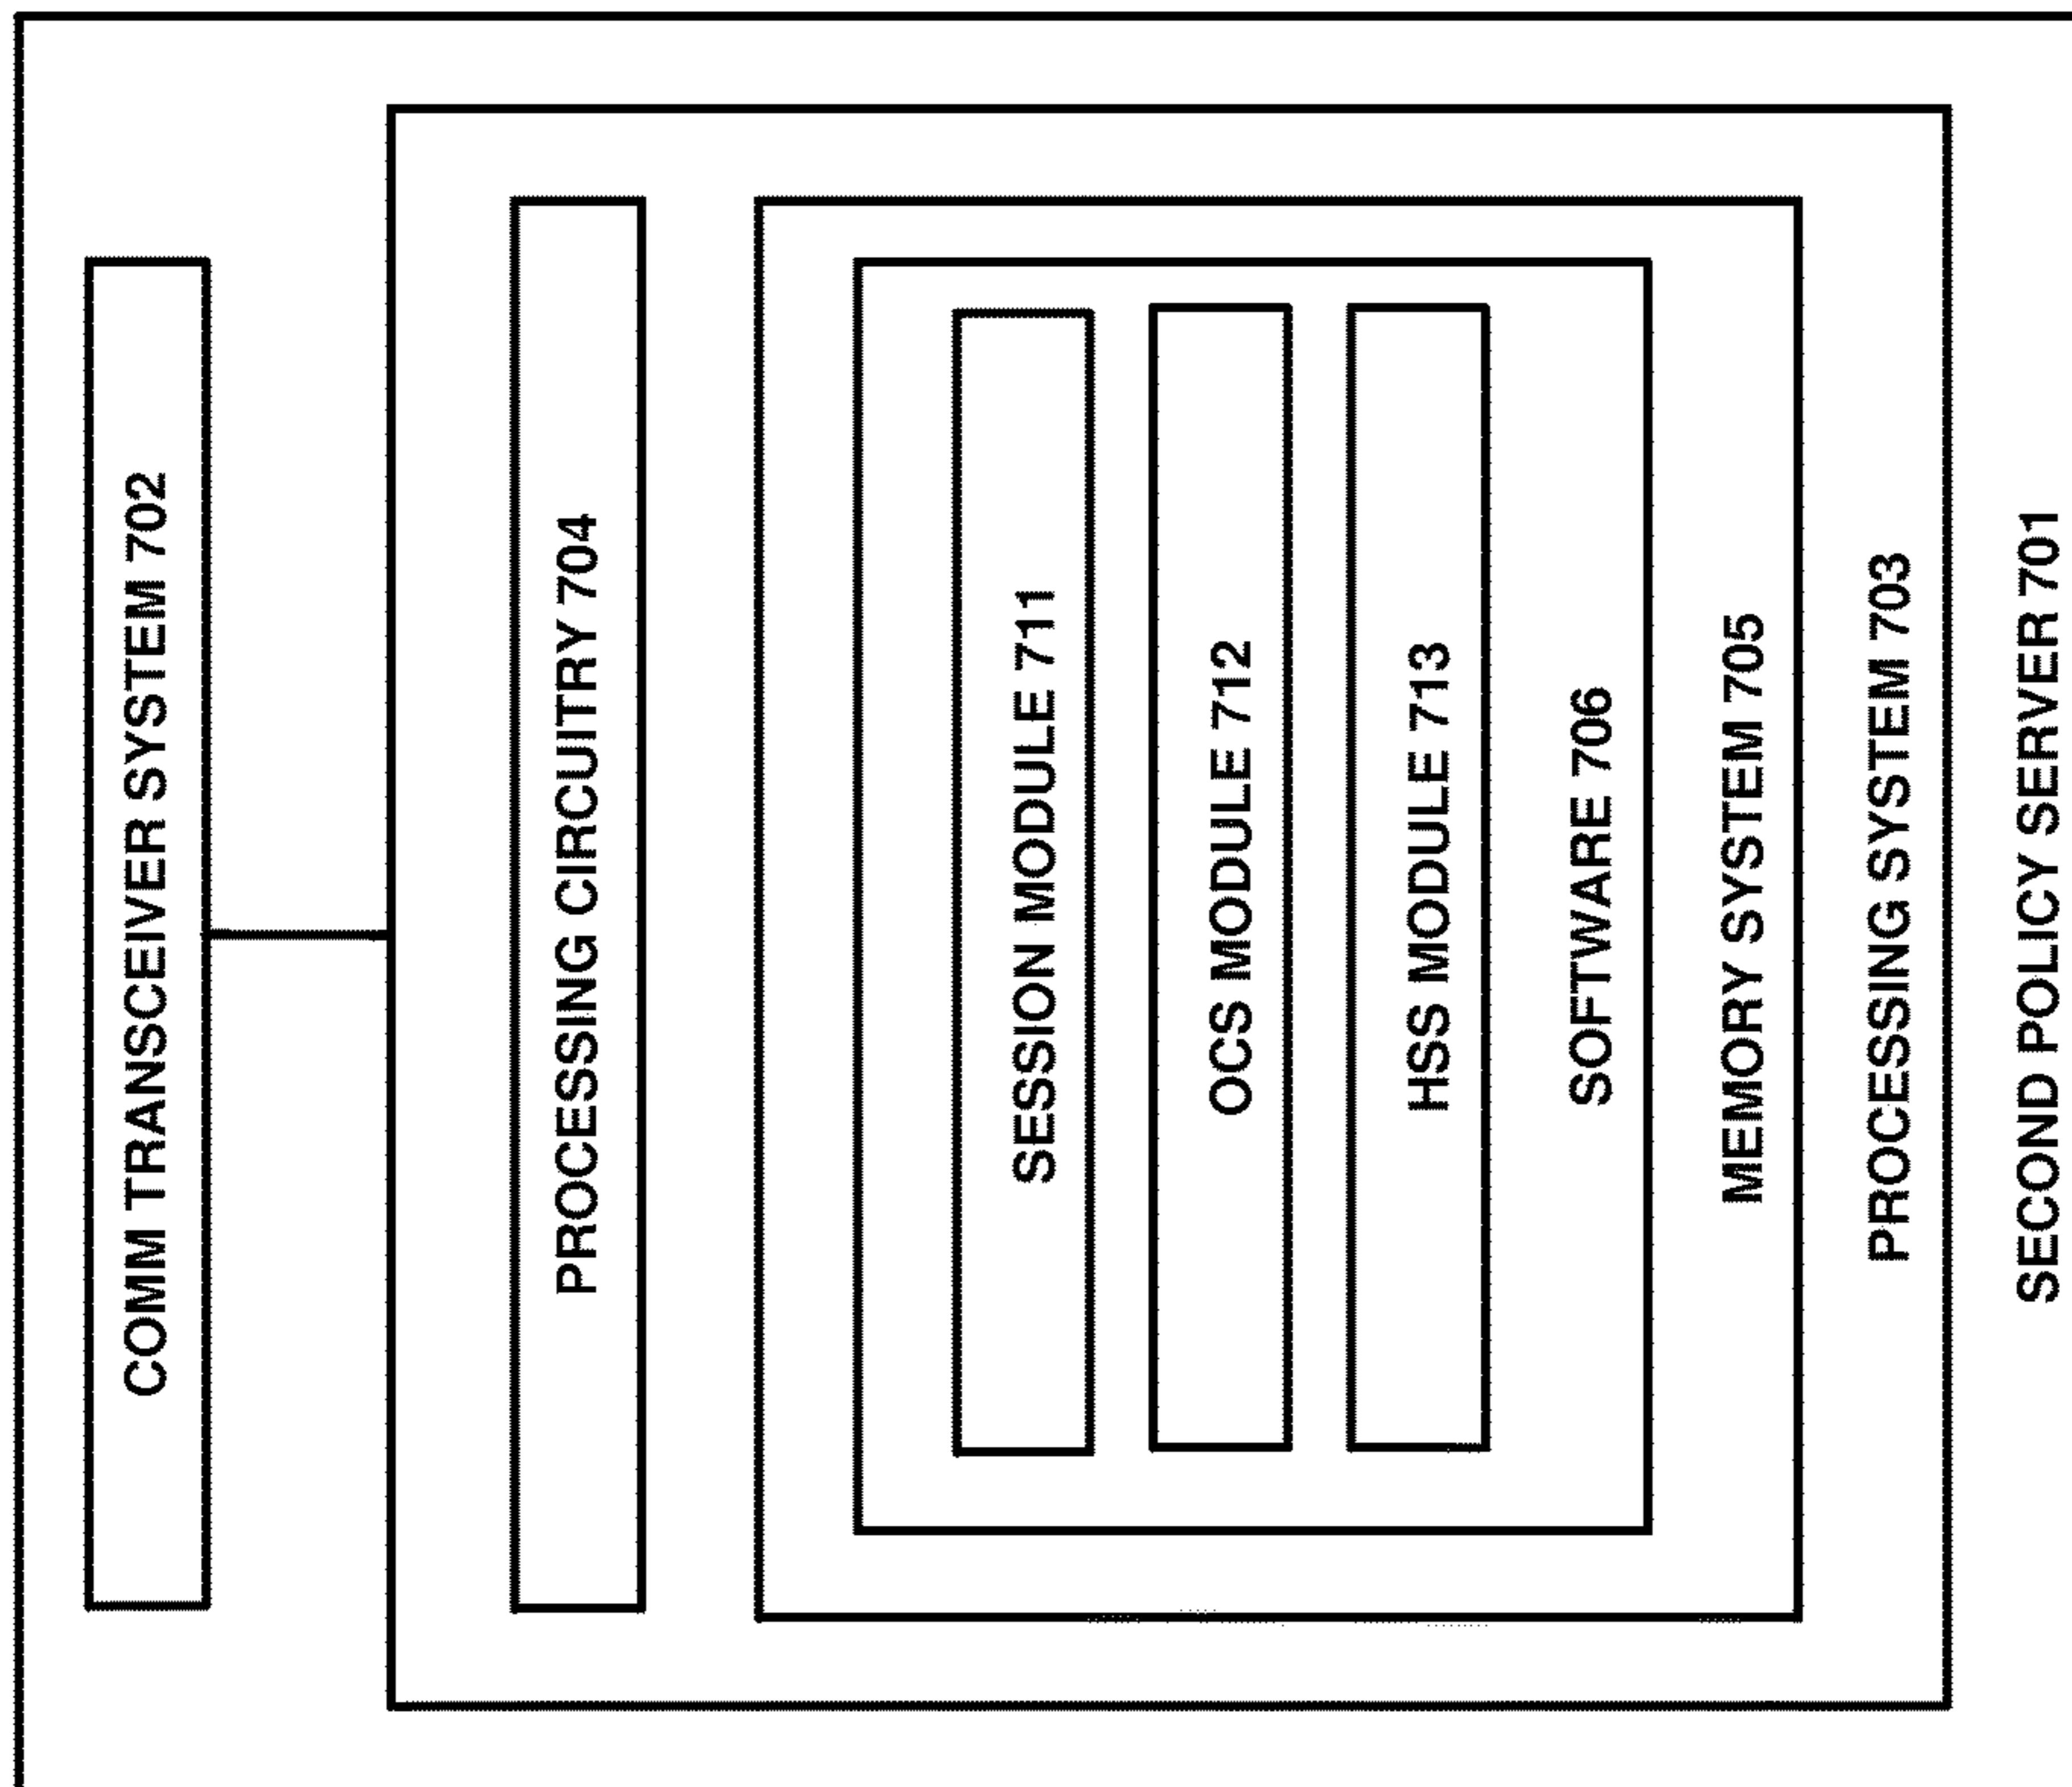 COMM TRANSCEIVER SYSTEM 702
PROCESSING CIRCUITRY 704
SESSION MODULE 711
OCS MODULE 712
HSS MODULE 713
SOFTWARE 706
MEMORY SYSTEM 705
PROCESSING SYSTEM 703
SECOND POLICY SERVER 701